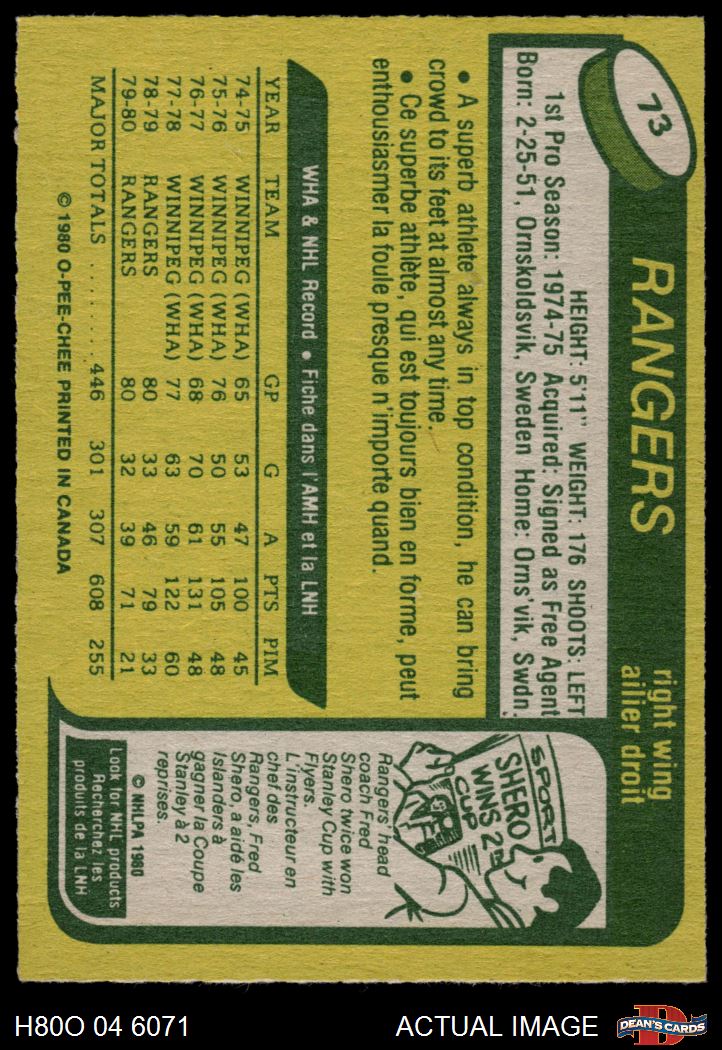 73
RANGERS
right wing
ailier droit
HEIGHT: 5'11" WEIGHT: 176 SHOOTS: LEFT
1st Pro Season: 1974-75 Acquired: Signed as Free Agent
Born: 2-25-51, Ornskoldsvik, Sweden Home: Orns'vik, Swdn.
• A superb athlete always in top condition, he can bring
crowd to its feet at almost any time.
• Ce superbe athlète, qui est toujours bien en forme, peut
enthousiasmer la foule presque n'importe quand.
WHA & NHL Record • Fiche dans l'AMH et la LNH
YEAR TEAM GP G A PTS PIM
74-75 WINNIPEG (WHA) 65 53 47 100 45
75-76 WINNIPEG (WHA) 76 50 55 105 48
76-77 WINNIPEG (WHA) 68 70 61 131 48
77-78 WINNIPEG (WHA) 77 63 59 122 60
78-79 RANGERS 80 33 46 79 33
79-80 RANGERS 80 32 39 71 21
MAJOR TOTALS ........ 446 301 307 608 255
© 1980 O-PEE-CHEE PRINTED IN CANADA
SPORT
SHERO
WINS 2ND
CUP
Rangers' head
coach Fred
Shero twice won
Stanley Cup with
Flyers.
L'instructeur en
chef des
Rangers, Fred
Shero, a aidé les
Islanders à
gagner la Coupe
Stanley à 2
reprises.
© NHLPA 1980
Look for NHL products
Recherchez les
produits de la LNH
H80O 04 6071
ACTUAL IMAGE
D
DEAN'S CARDS